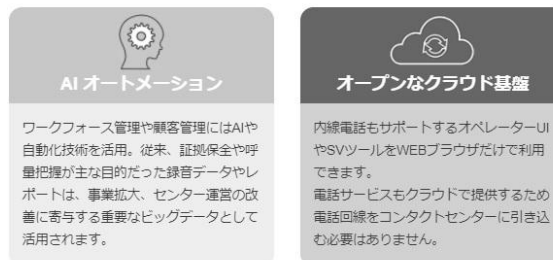 AI オートメーション
ワークフォース管理や顧客管理にはAIや
自動化技術を活用。従来、証拠保全や呼
量把握が主な目的だった録音データやレ
ポートは、事業拡大、センター運営の改
善に寄与する重要なビッグデータとして
活用されます。
オープンなクラウド基盤
内線電話もサポートするオペレーターUI
やSVツールをWEBブラウザだけで利用
できます。
電話サービスもクラウドで提供するため
電話回線をコンタクトセンターに引き込
む必要はありません。